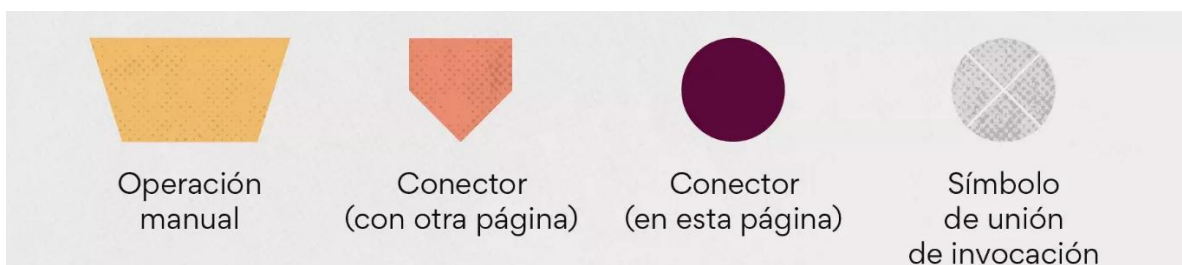 Operación
manual
Conector
(con otra página)
Conector
(en esta página)
Símbolo
de unión
de invocación